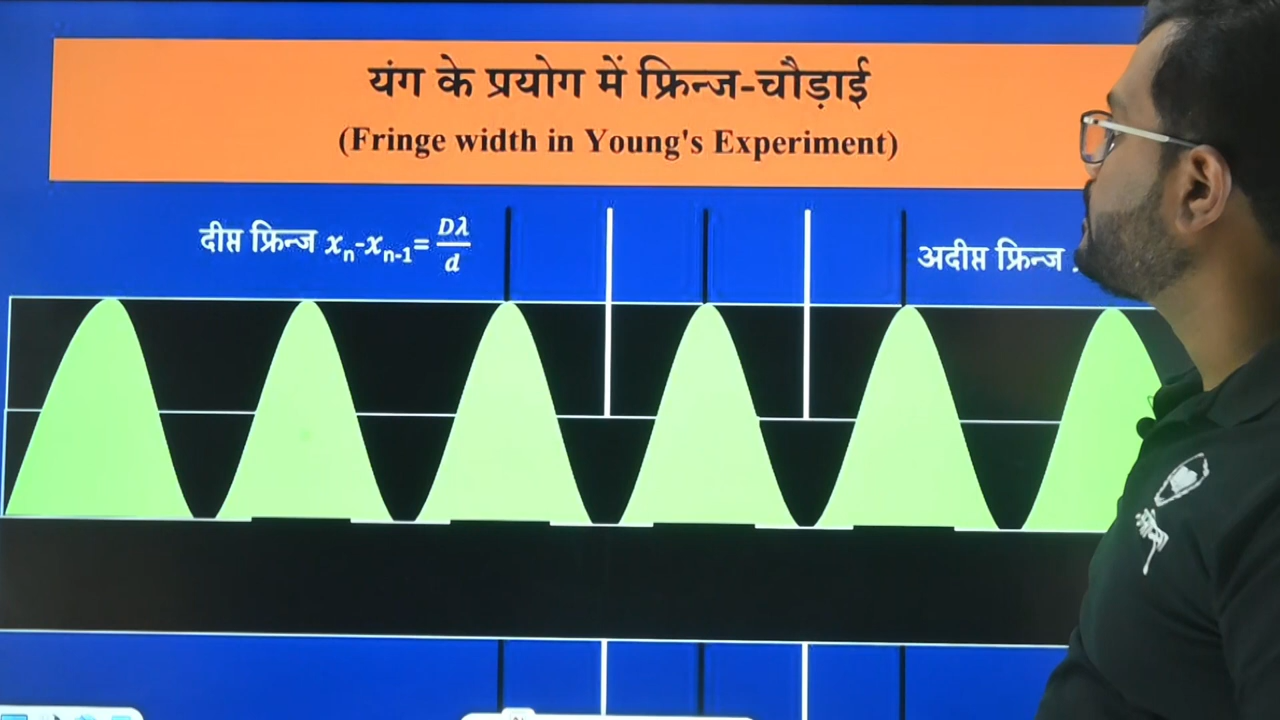 यंग के प्रयोग में फ्रिन्ज-चौड़ाई
(Fringe width in Young's Experiment)
दीप्त फ्रिन्ज xₙ-xₙ₋₁= Dλ/d
अदीप्त फ्रिन्ज